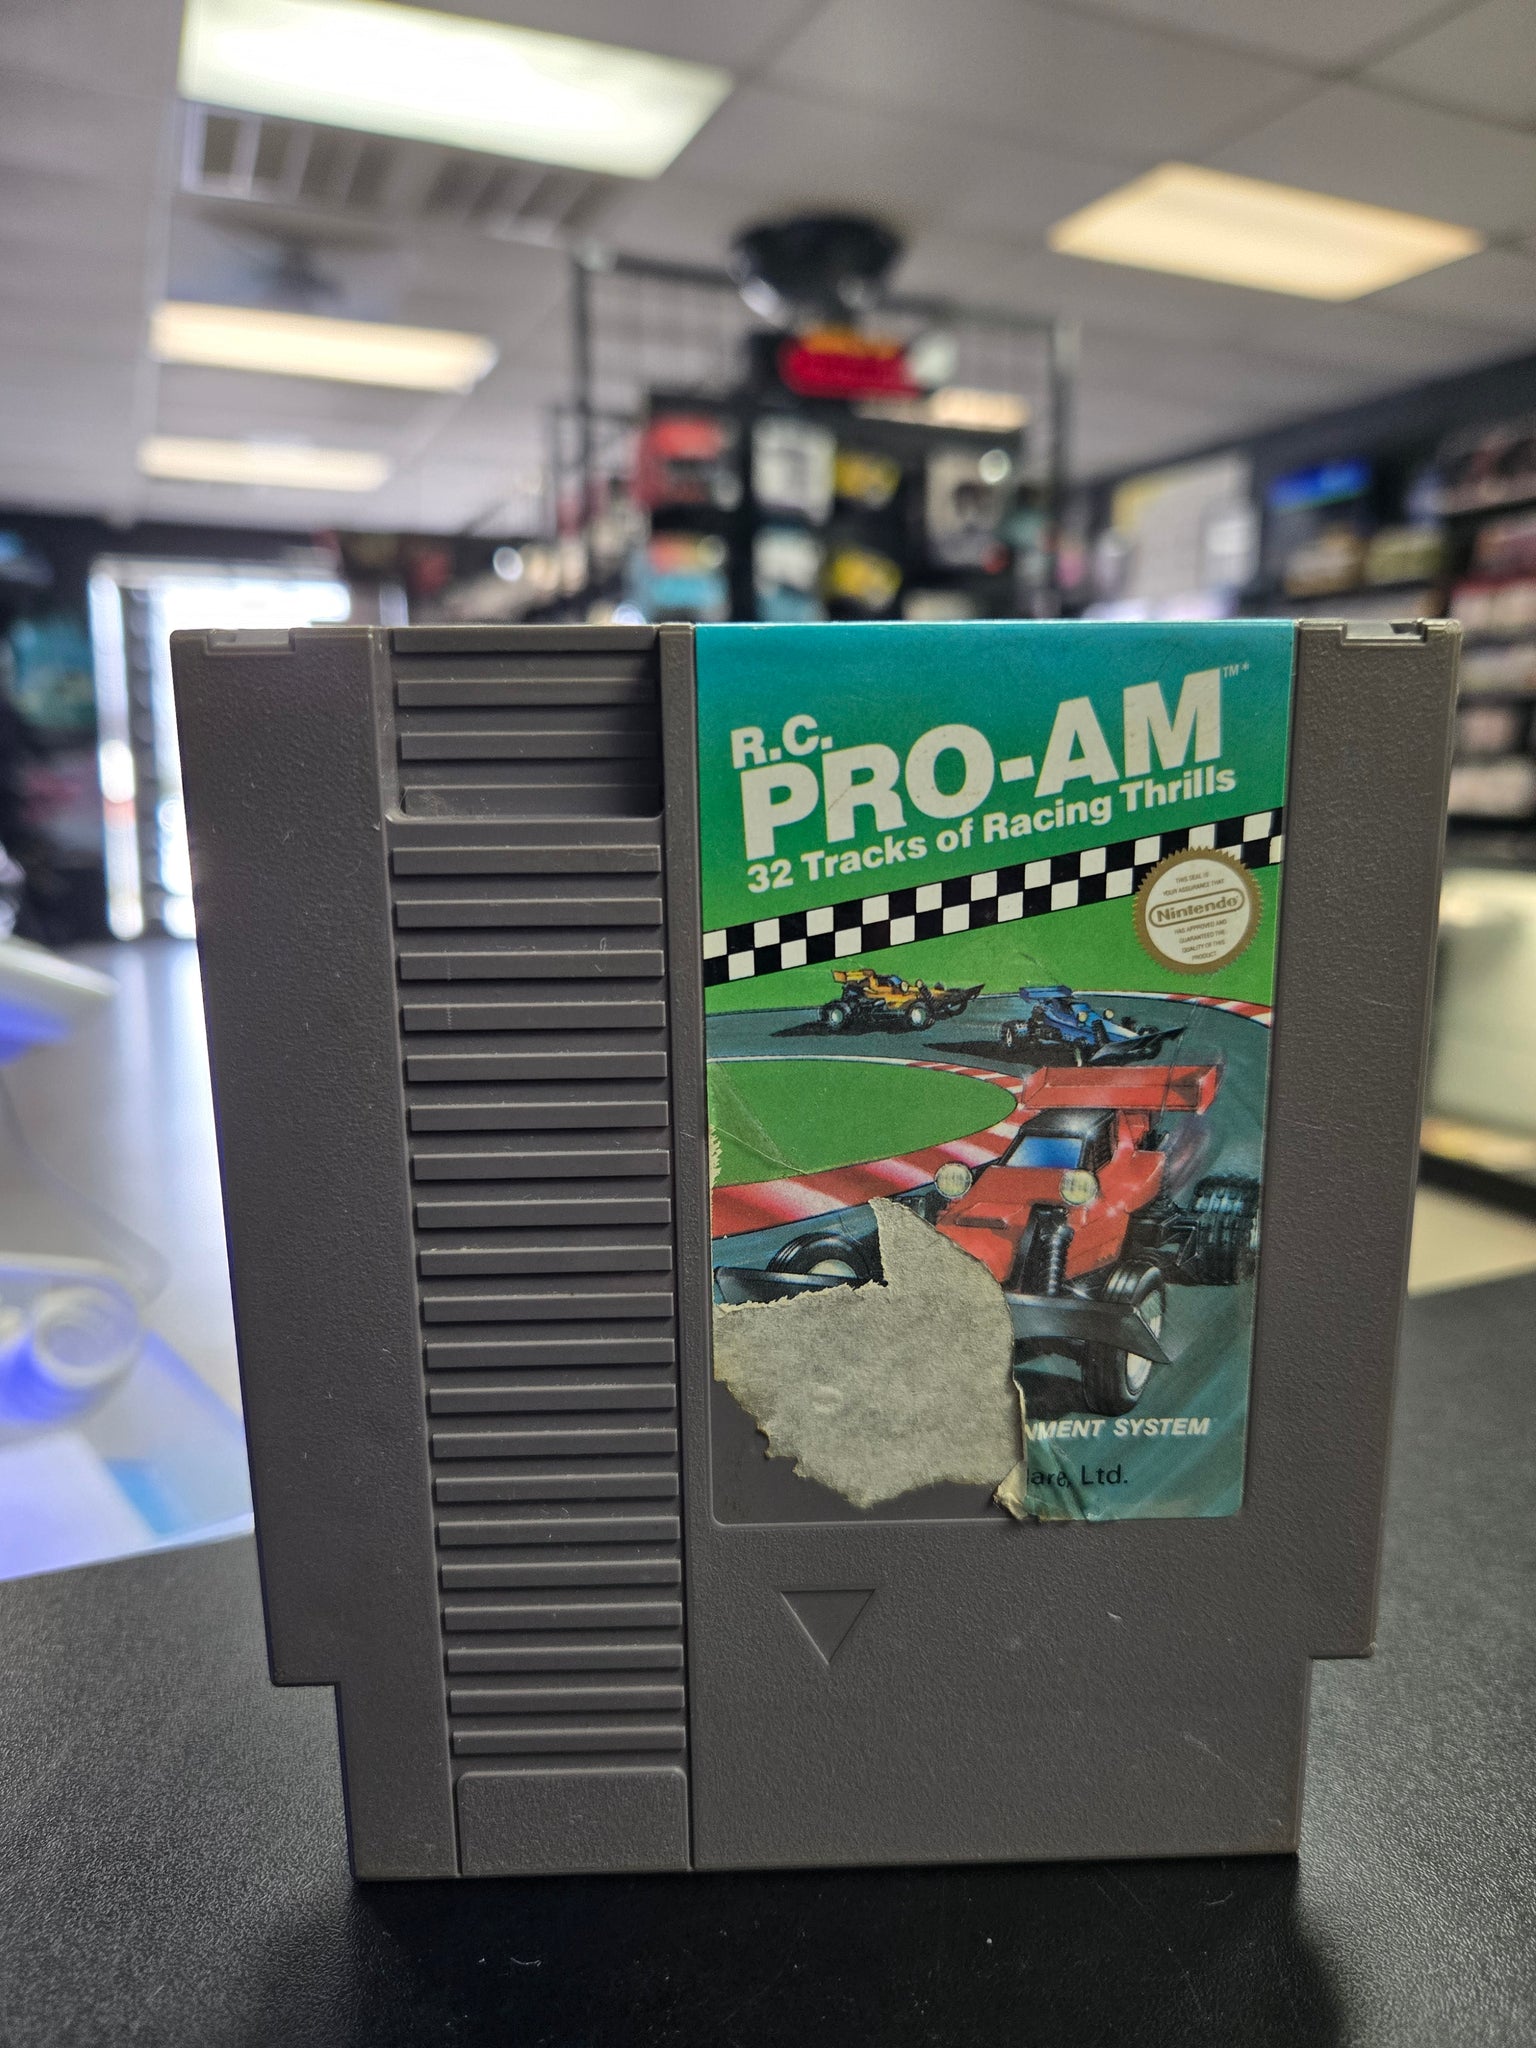 R.C.
PRO-AM™*
32 Tracks of Racing Thrills
THIS SEAL IS
YOUR ASSURANCE THAT
Nintendo®
HAS APPROVED AND
GUARANTEED THE
QUALITY OF THIS
PRODUCT
NMENT SYSTEM
are, Ltd.